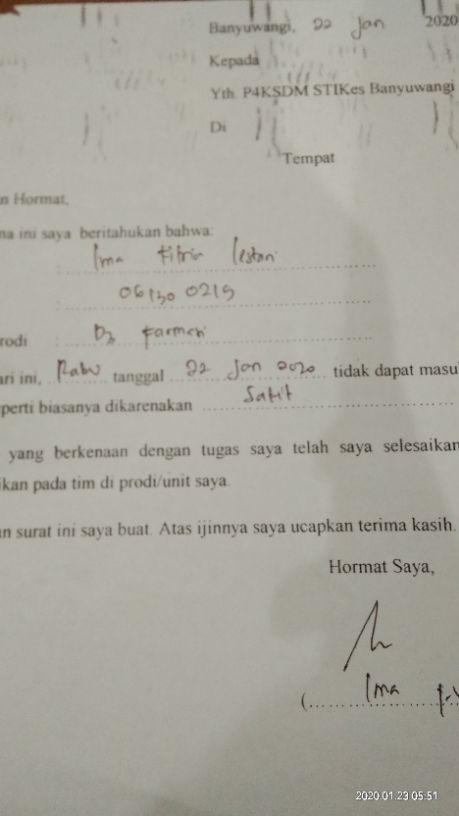 Banyuwangi, 22 Jan 2020
Kepada
Yth. P4KSDM STIKes Banyuwangi
Di
Tempat
n Hormat,
na ini saya beritahukan bahwa:
: Ima Fitria Lestari
: 06130 0219
rodi : D3 Farmasi
ari ini, Rabu tanggal 22 Jan 2020 tidak dapat masu
perti biasanya dikarenakan Sakit
yang berkenaan dengan tugas saya telah saya selesaikan
ikan pada tim di prodi/unit saya.
an surat ini saya buat. Atas ijinnya saya ucapkan terima kasih.
Hormat Saya,
(Ima
2020.01.23 05:51